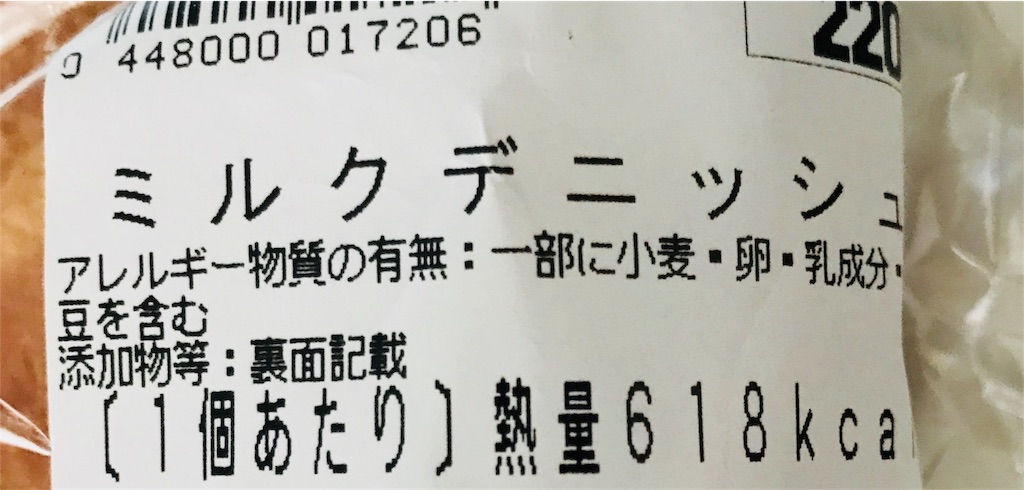 0 448000 017206
220
ミルクデニッシュ
アレルギー物質の有無:一部に小麦・卵・乳成分・
豆を含む
添加物等:裏面記載
〔1個あたり〕熱量618kcal